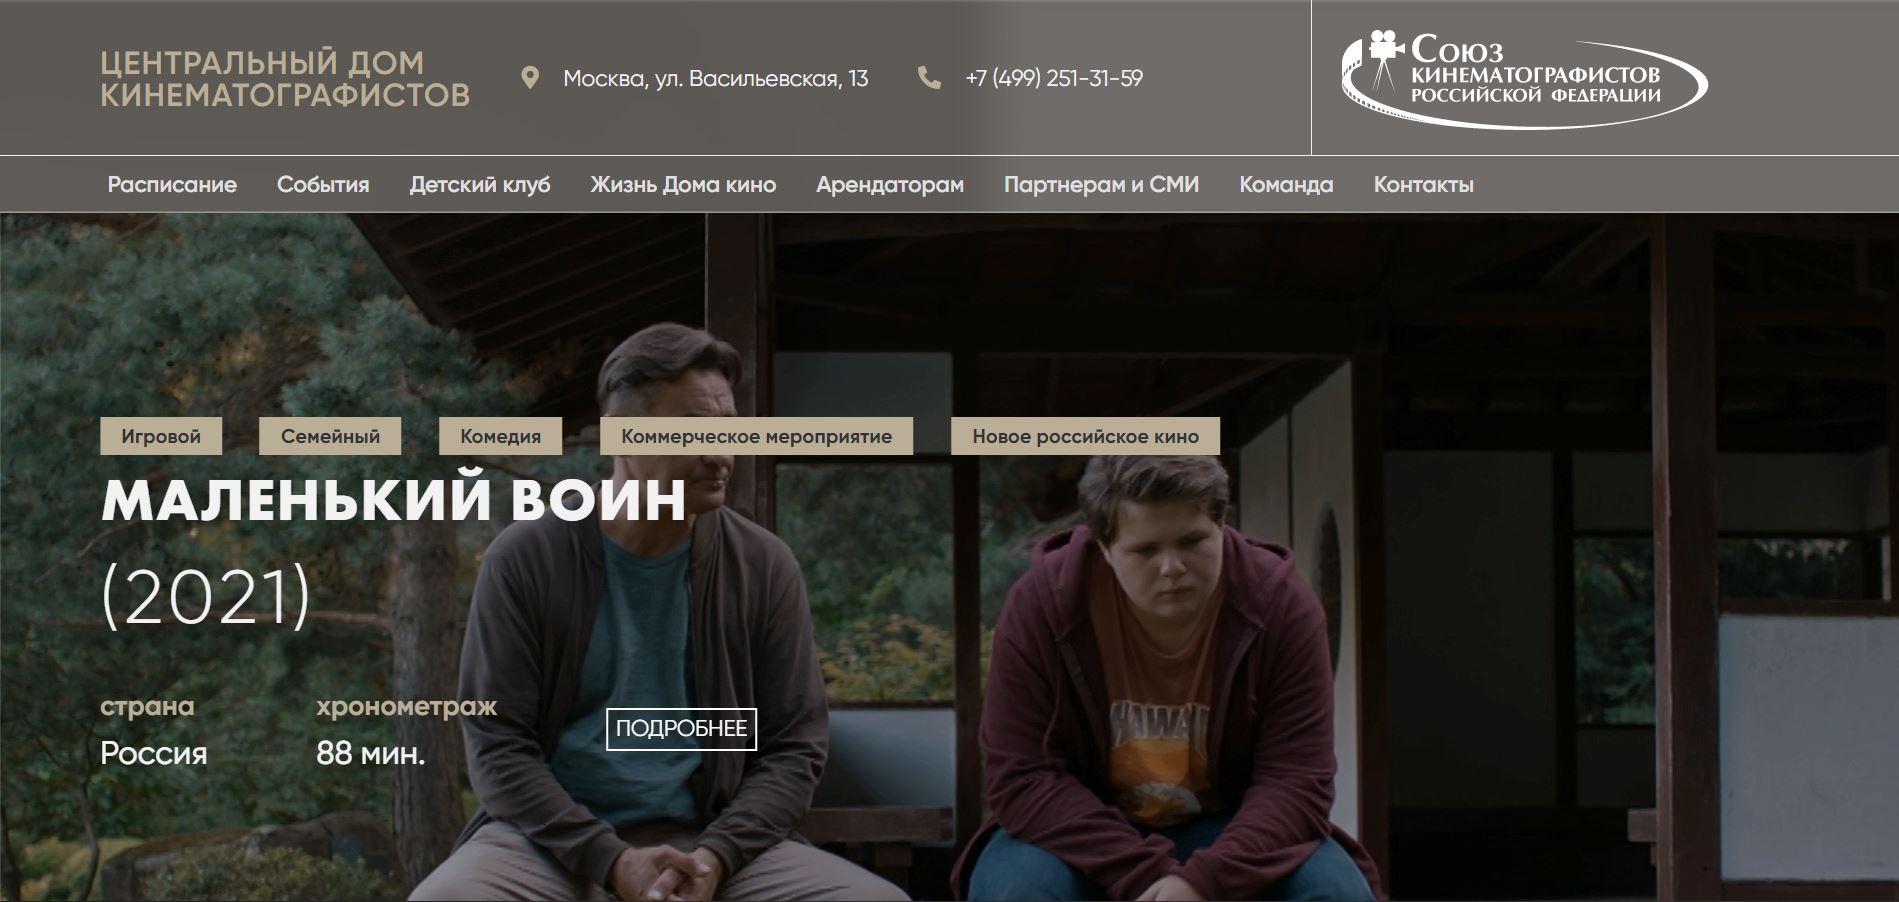 ЦЕНТРАЛЬНЫЙ ДОМ
КИНЕМАТОГРАФИСТОВ
Москва, ул. Васильевская, 13
+7 (499) 251-31-59
Союз
КИНЕМАТОГРАФИСТОВ
РОССИЙСКОЙ ФЕДЕРАЦИИ
Расписание События Детский клуб Жизнь Дома кино Арендаторам Партнерам и СМИ Команда Контакты
Игровой Семейный Комедия Коммерческое мероприятие Новое российское кино
МАЛЕНЬКИЙ ВОИН
(2021)
страна хронометраж
Россия 88 мин.
ПОДРОБНЕЕ